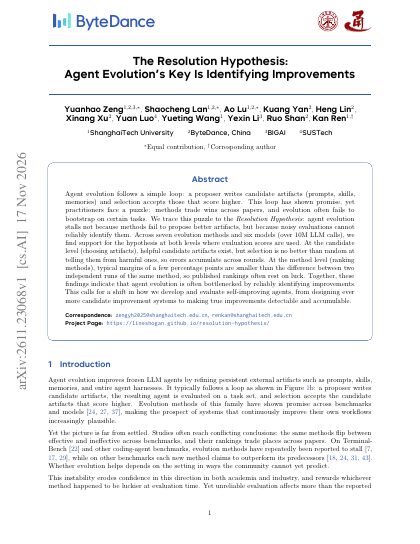 ByteDance
The Resolution Hypothesis:
Agent Evolution's Key Is Identifying Improvements
Yuanhao Zeng1,2,3,*, Shaocheng Lan1,2,*, Ao Lu1,2,*, Kuang Yan2, Heng Lin2,
Xinang Xu3, Yuan Luo4, Yueting Wang1, Yexin Li3, Ruo Shan2, Kan Ren1,†
1ShanghaiTech University 2ByteDance, China 3BIGAI 4SUSTech
*Equal contribution, †Corresponding author
Abstract
Agent evolution follows a simple loop: a proposer writes candidate artifacts (prompts, skills,
memories) and selection accepts those that score higher. This loop has shown promise, yet
practitioners face a puzzle: methods trade wins across papers, and evolution often fails to
bootstrap on certain tasks. We trace this puzzle to the Resolution Hypothesis: agent evolution
stalls not because methods fail to propose better artifacts, but because noisy evaluations cannot
reliably identify them. Across seven evolution methods and six models (over 10M LLM calls), we
find support for the hypothesis at both levels where evaluation scores are used. At the candidate
level (choosing artifacts), helpful candidate artifacts exist, but selection is no better than random at
telling them from harmful ones, so errors accumulate across rounds. At the method level (ranking
methods), typical margins of a few percentage points are smaller than the difference between two
independent runs of the same method, so published rankings often rest on luck. Together, these
findings indicate that agent evolution is often bottlenecked by reliably identifying improvements.
This calls for a shift in how we develop and evaluate self-improving agents, from designing ever
more candidate improvement systems to making true improvements detectable and accumulable.
Correspondence: zengyh2025@shanghaitech.edu.cn, renkan@shanghaitech.edu.cn
Project Page: https://lieeshogan.github.io/resolution-hypothesis/
1 Introduction
Agent evolution improves frozen LLM agents by refining persistent external artifacts such as prompts, skills,
memories, and entire agent harnesses. It typically follows a loop as shown in Figure 1b: a proposer writes
candidate artifacts, the resulting agent is evaluated on a task set, and selection accepts the candidate
artifacts that score higher. Evolution methods of this family have shown promise across benchmarks
and models [24, 27, 37], making the prospect of systems that continually improve their own workflows
increasingly plausible.
Yet the picture is far from settled. Studies often reach conflicting conclusions: the same methods flip between
effective and ineffective across benchmarks, and their rankings trade places across papers. On Terminal-
Bench [22] and other coding-agent benchmarks, evolution methods have repeatedly been reported to stall [7,
17, 29], while on other benchmarks each new method claims to outperform its predecessors [18, 24, 31, 43].
Whether evolution helps depends on the setting in ways the community cannot yet predict.
This instability erodes confidence in this direction in both academia and industry, and rewards whichever
method happened to be luckier at evaluation time. Yet unreliable evaluation affects more than the reported
1
arXiv:2611.23068v1 [cs.AI] 17 Nov 2026